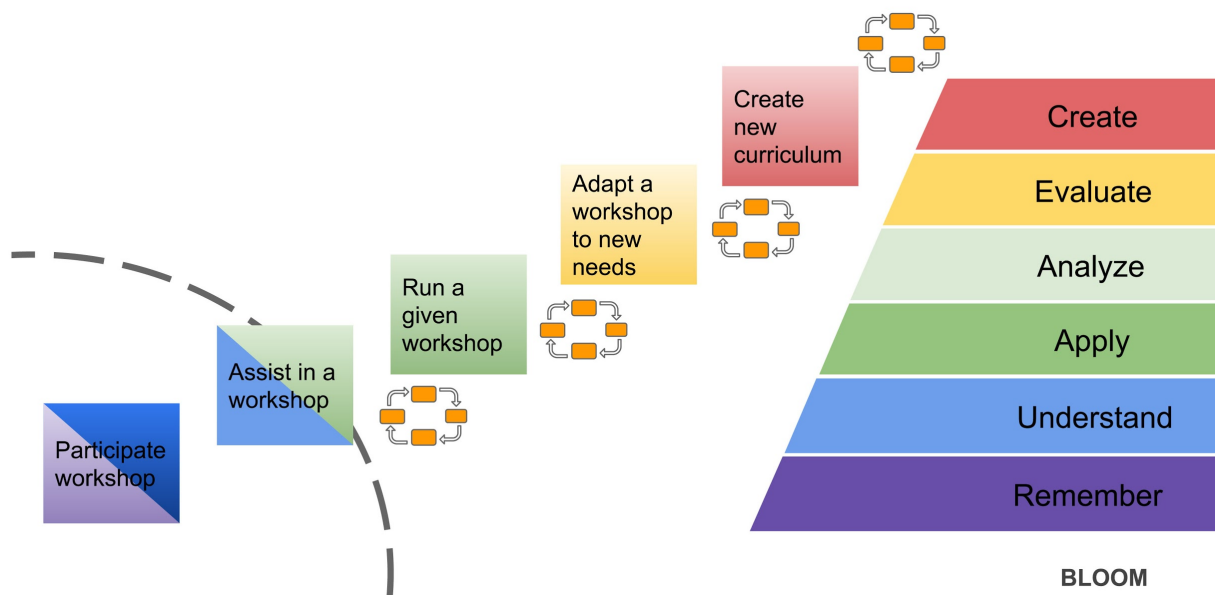 Participate
workshop
Assist in a
workshop
Run a
given
workshop
Adapt a
workshop
to new
needs
Create
new
curriculum
Create
Evaluate
Analyze
Apply
Understand
Remember
BLOOM